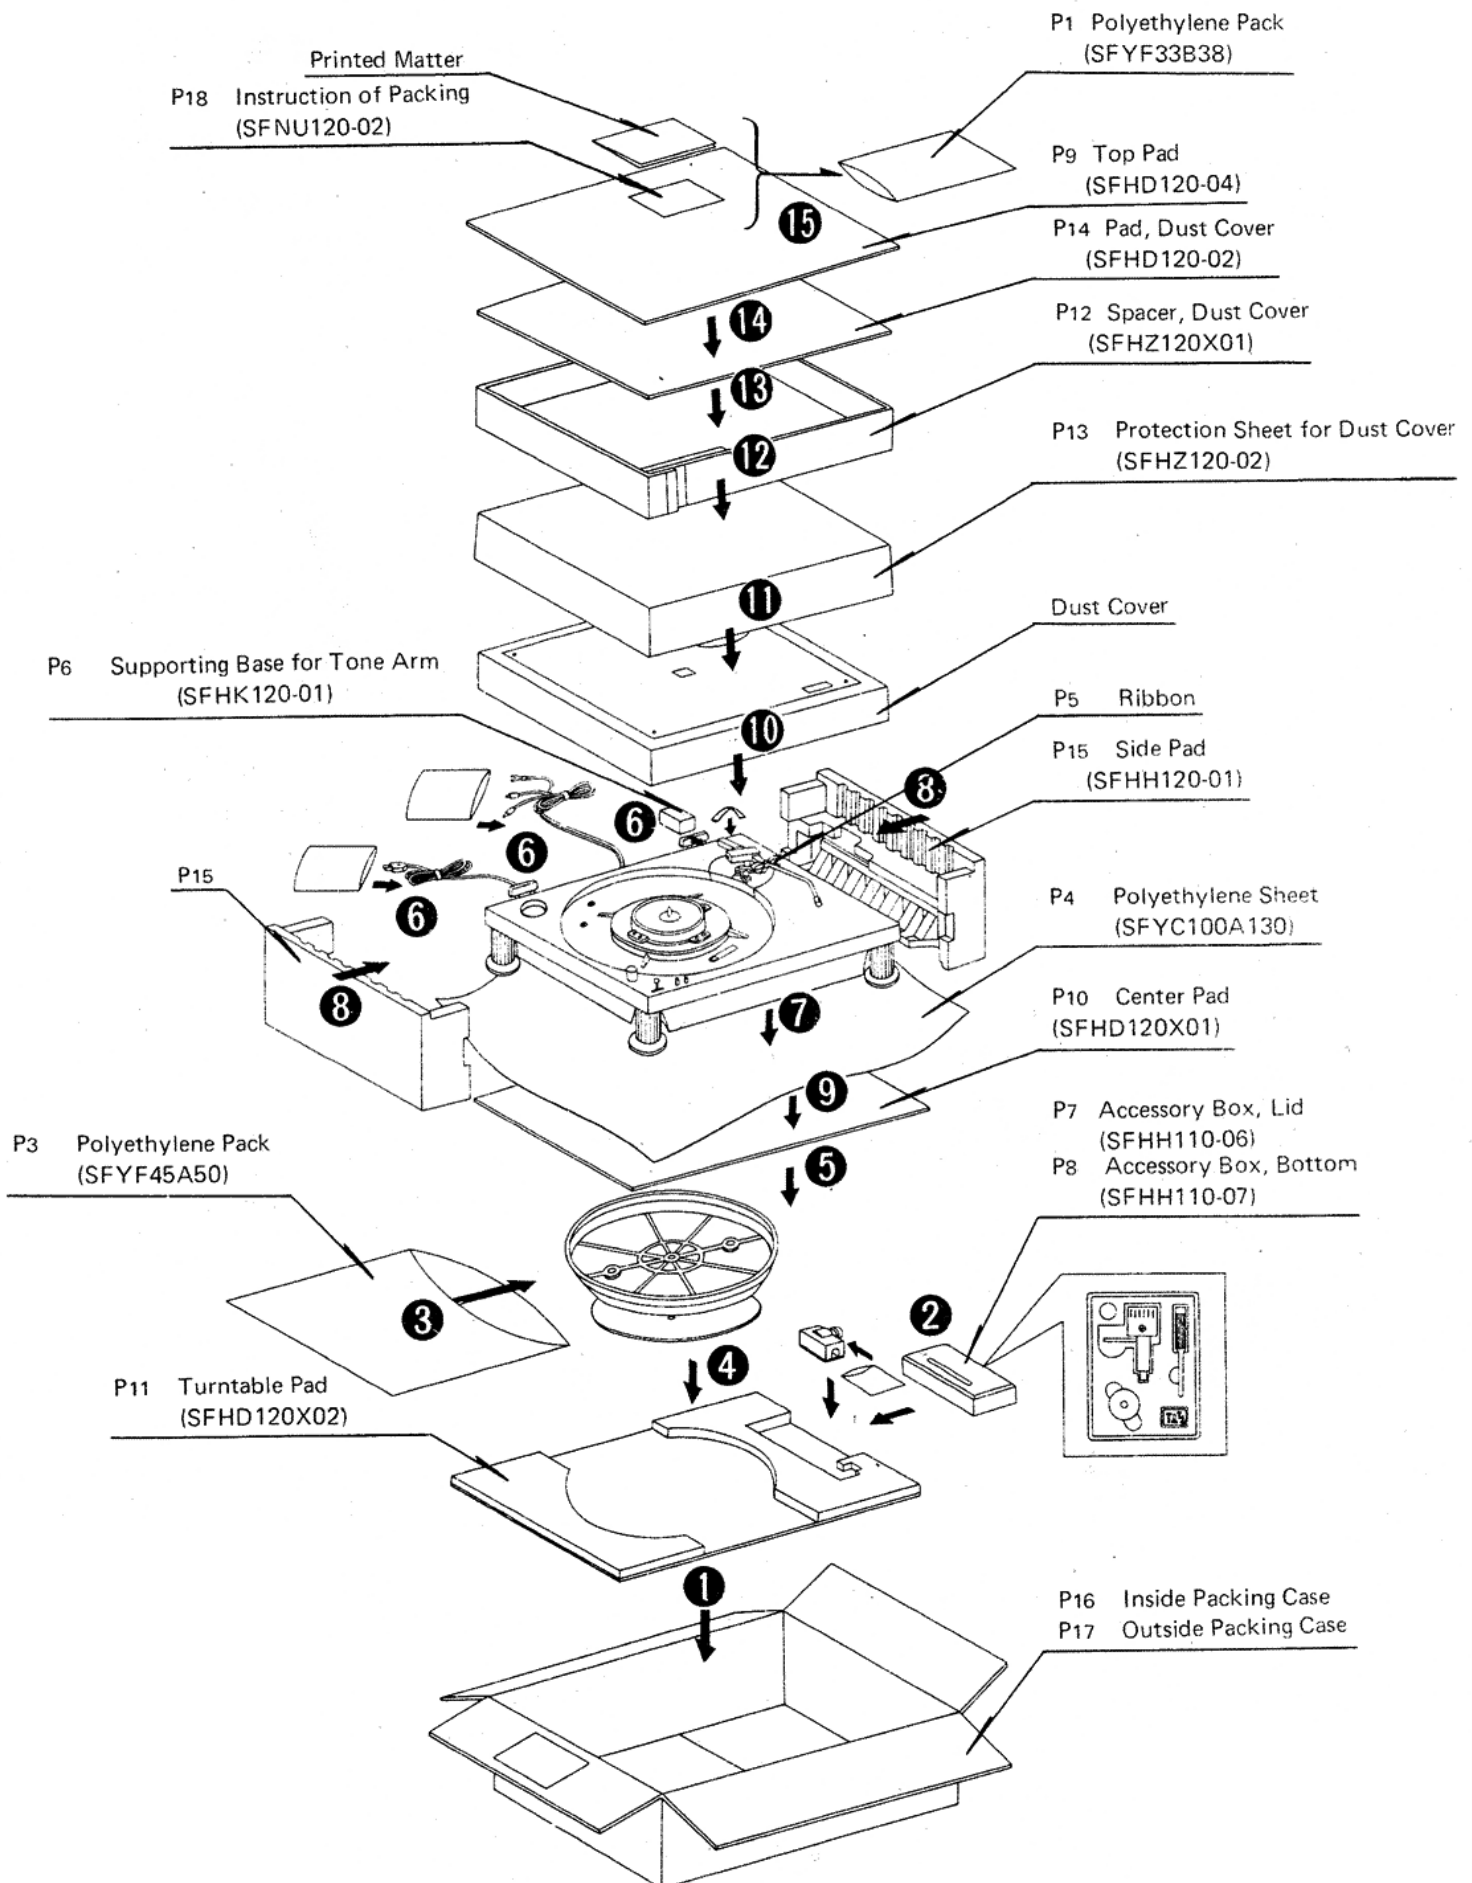 P1 Polyethylene Pack
(SFYF33B38)
Printed Matter
P18 Instruction of Packing
(SFNU120-02)
P9 Top Pad
(SFHD120-04)
15
P14 Pad, Dust Cover
(SFHD120-02)
14
P12 Spacer, Dust Cover
(SFHZ120X01)
13
P13 Protection Sheet for Dust Cover
(SFHZ120-02)
12
11
Dust Cover
P6 Supporting Base for Tone Arm
(SFHK120-01)
P5 Ribbon
10
P15 Side Pad
(SFHH120-01)
8
6
6
P15
6
P4 Polyethylene Sheet
(SFYC100A130)
8
7
P10 Center Pad
(SFHD120X01)
9
P7 Accessory Box, Lid
(SFHH110-06)
P3 Polyethylene Pack
(SFYF45A50)
5
P8 Accessory Box, Bottom
(SFHH110-07)
3
2
4
P11 Turntable Pad
(SFHD120X02)
1
P16 Inside Packing Case
P17 Outside Packing Case